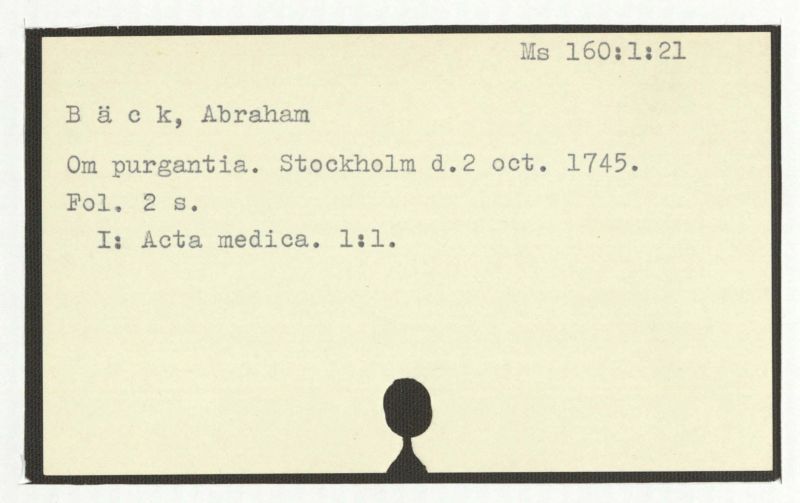 Ms 160:1:21
B ä c k, Abraham
Om purgantia. Stockholm d.2 oct. 1745.
Fol. 2 s.
I: Acta medica. 1:1.